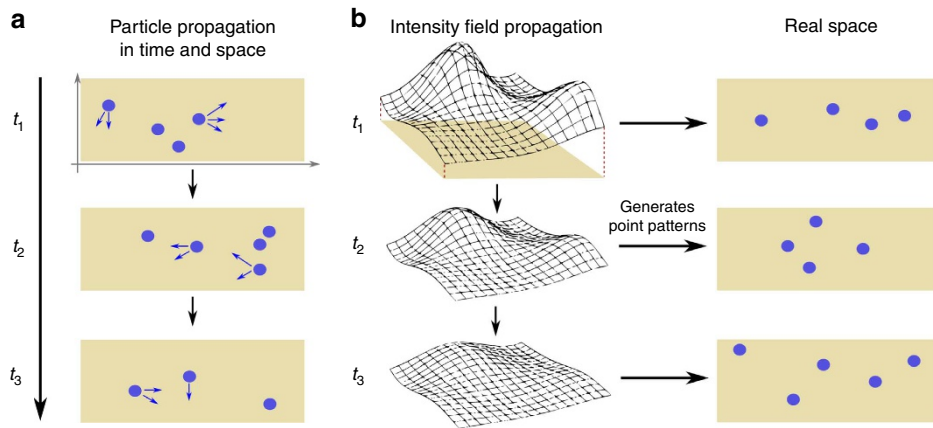 a
Particle propagation
in time and space
t1
t2
t3
b
Intensity field propagation
Real space
t1
Generates
point patterns
t2
t3